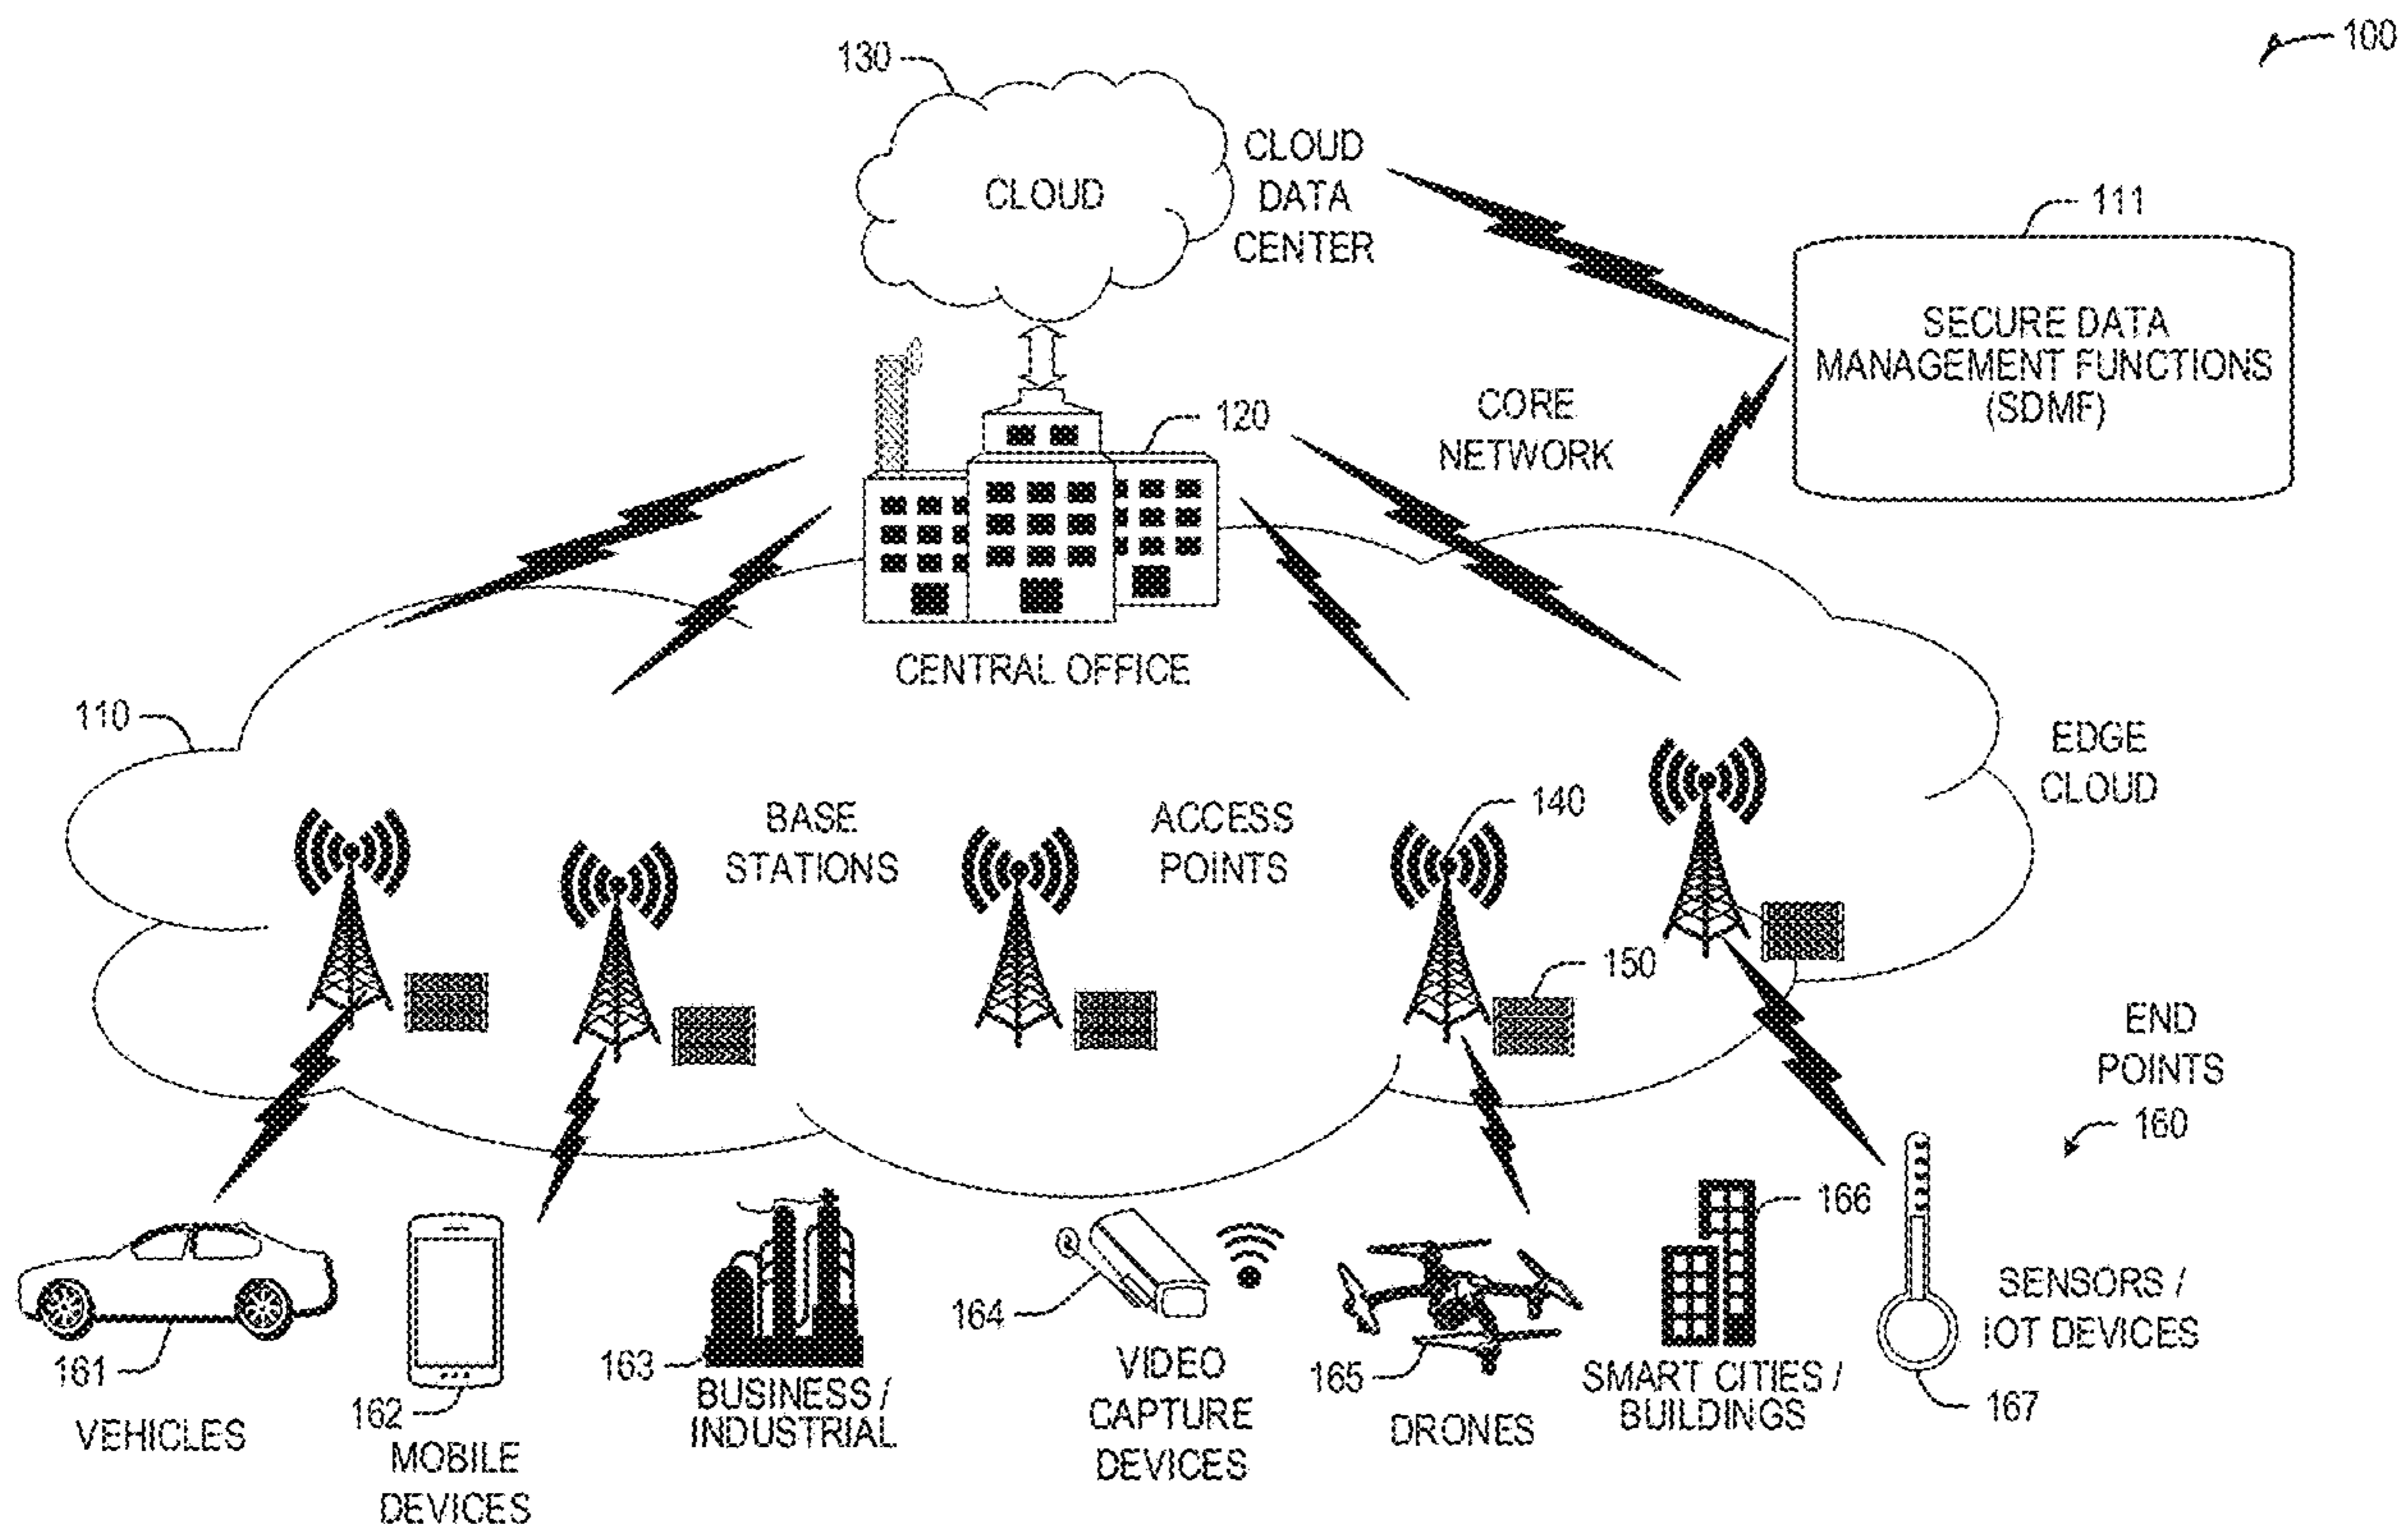 100
130
CLOUD
CLOUD
DATA
CENTER
111
SECURE DATA
MANAGEMENT FUNCTIONS
(SDMF)
120
CORE
NETWORK
CENTRAL OFFICE
110
EDGE
CLOUD
BASE
STATIONS
ACCESS
POINTS
140
150
END
POINTS
160
161
VEHICLES
162
MOBILE
DEVICES
163
BUSINESS /
INDUSTRIAL
164
VIDEO
CAPTURE
DEVICES
165
DRONES
166
SMART CITIES /
BUILDINGS
SENSORS /
IOT DEVICES
167